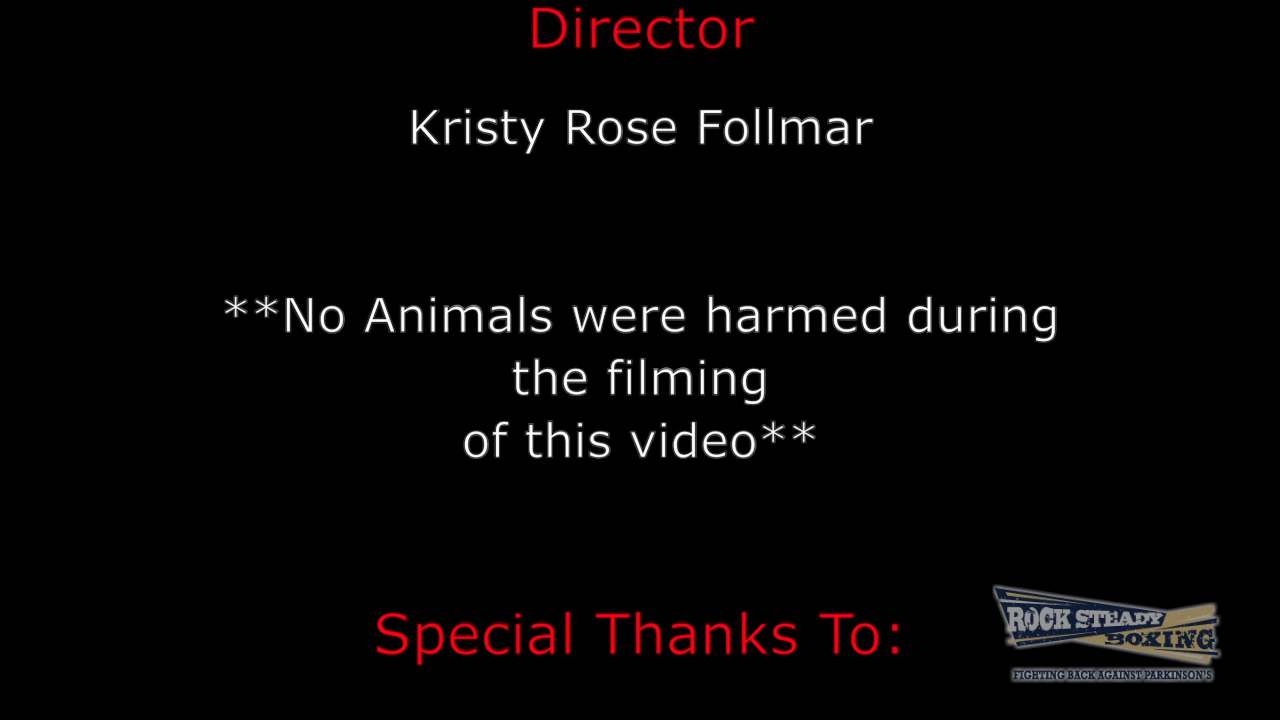 Director
Kristy Rose Follmar
**No Animals were harmed during
the filming
of this video**
Special Thanks To:
ROCK STEADY
BOXING
FIGHTING BACK AGAINST PARKINSON'S